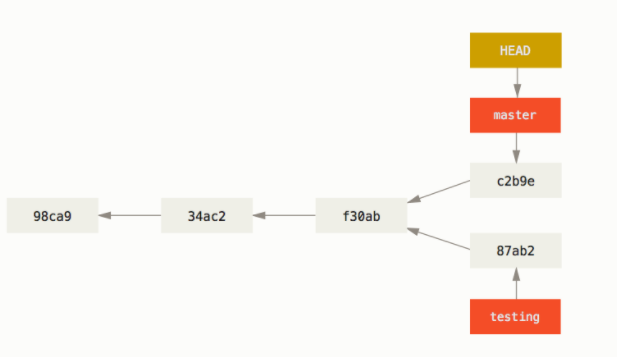 HEAD
master
c2b9e
98ca9 34ac2 f30ab
87ab2
testing